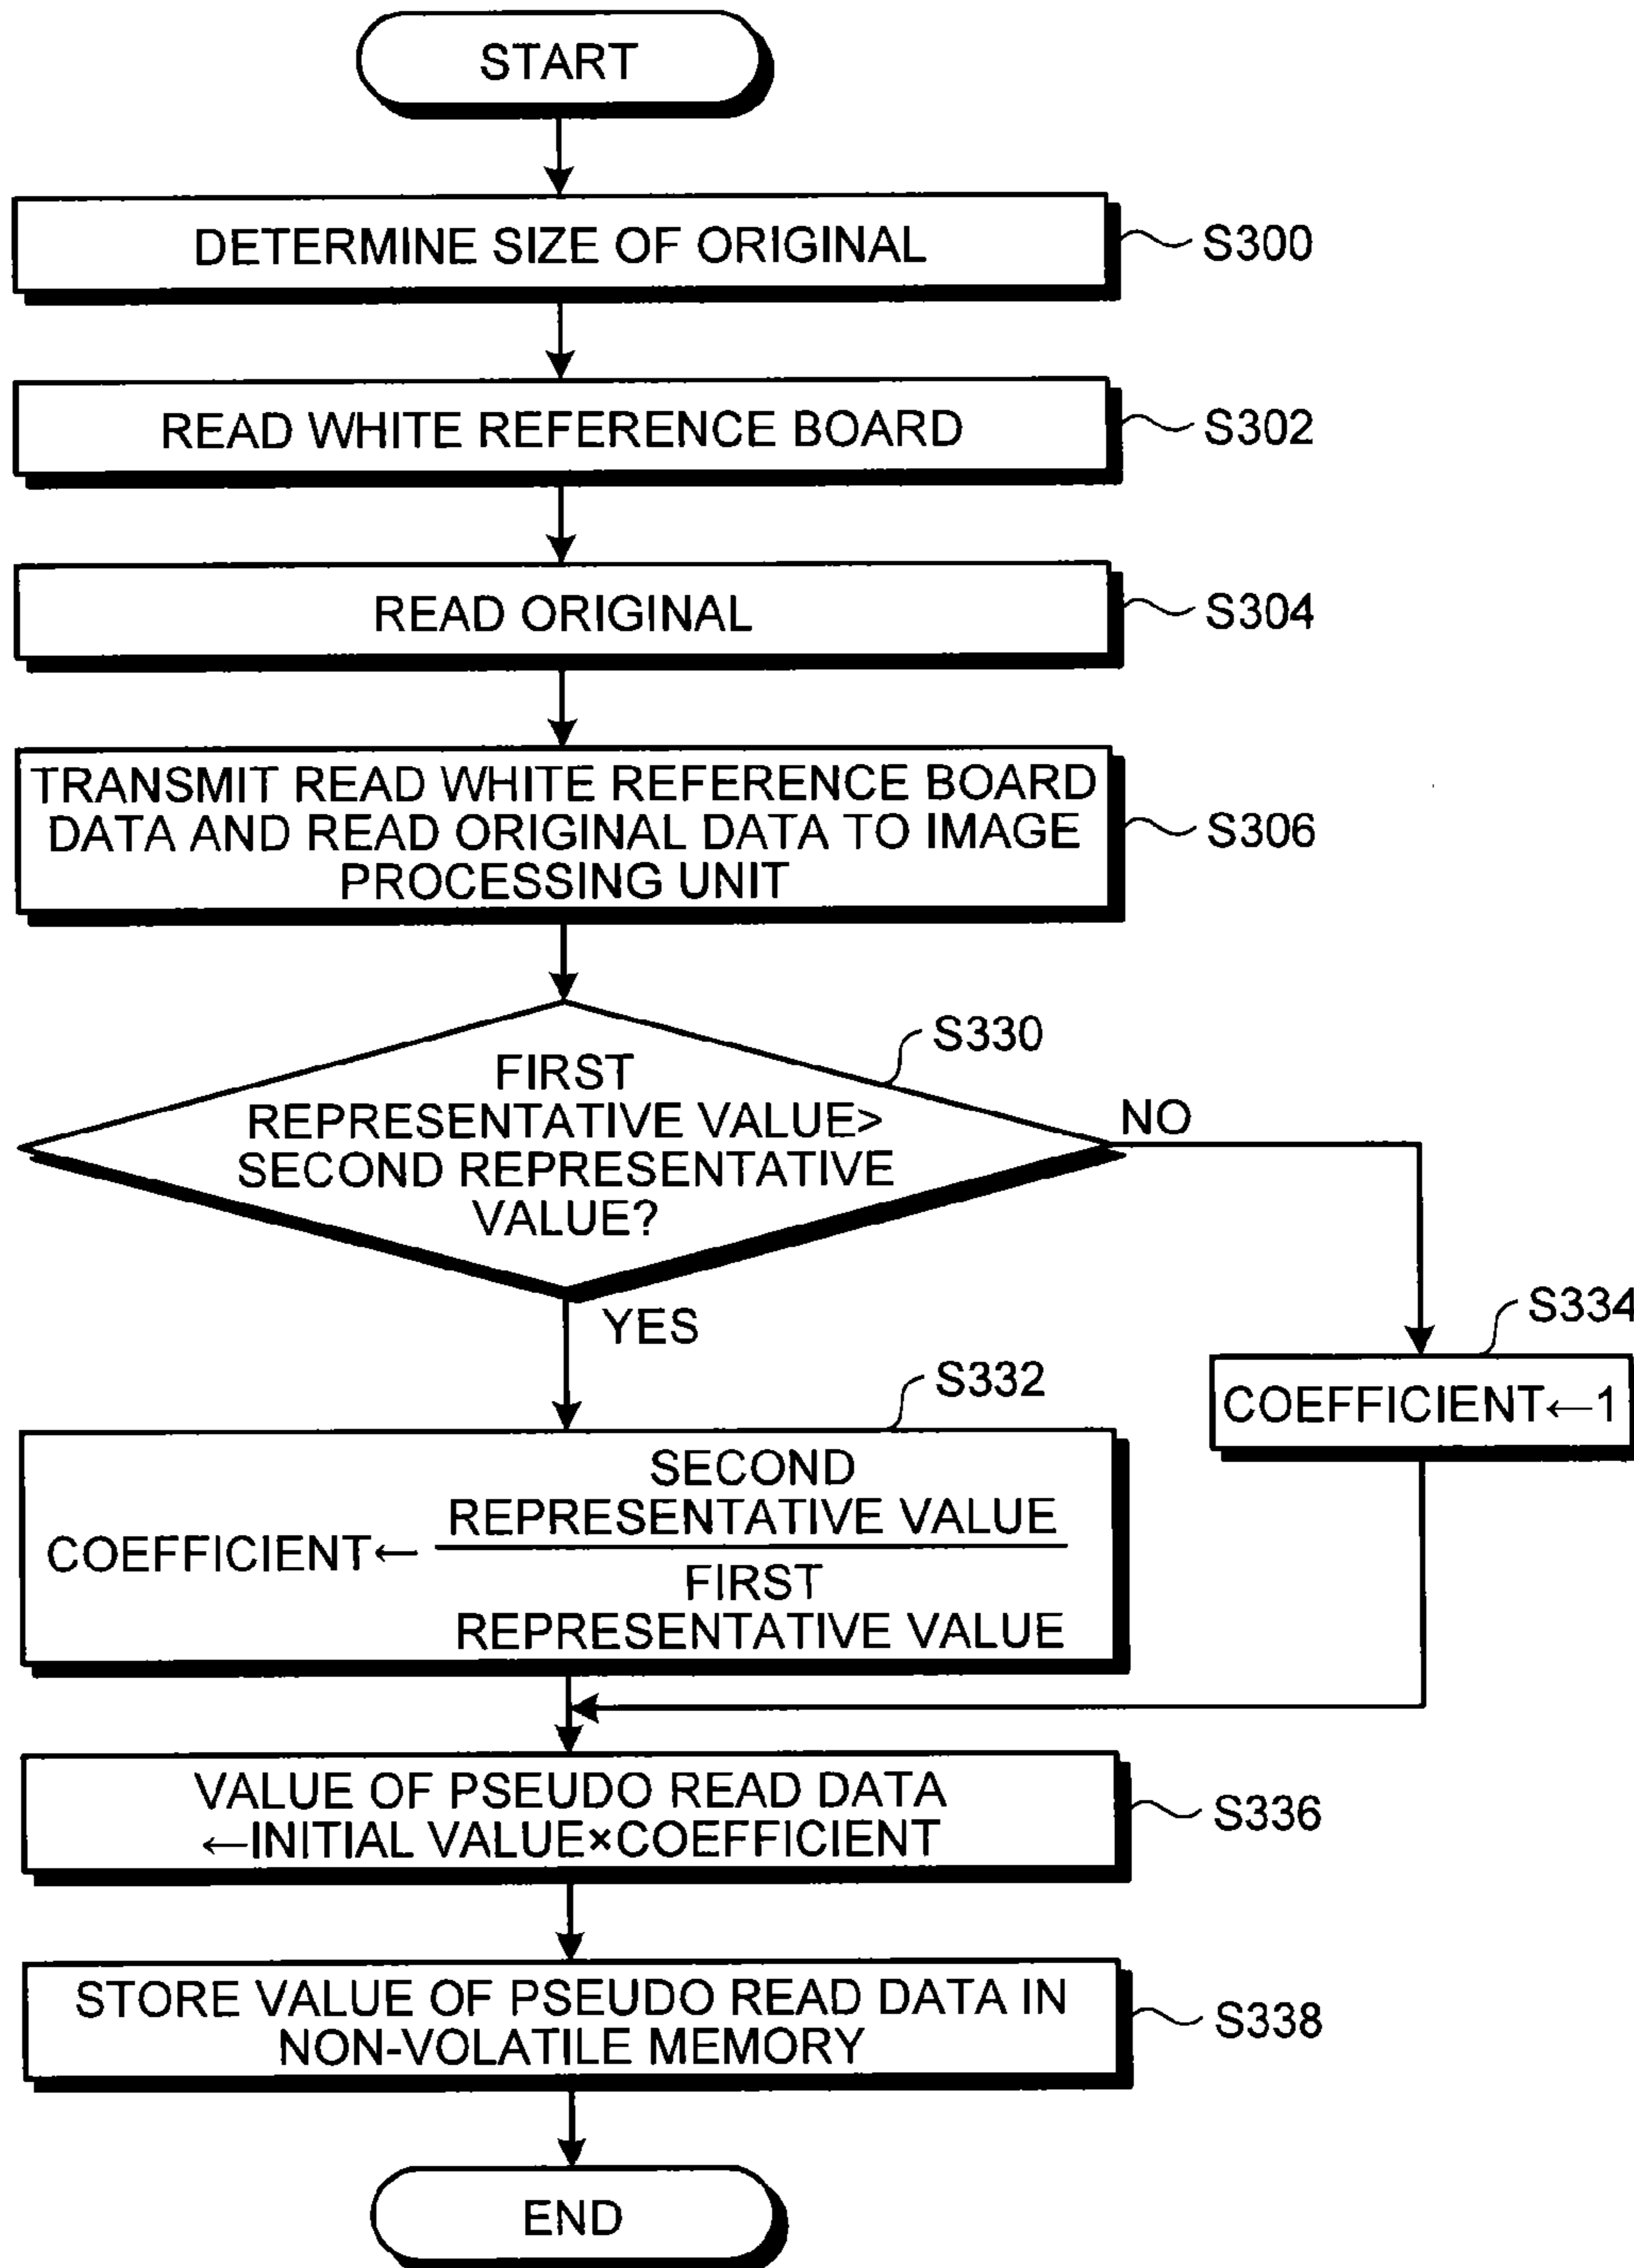 START
DETERMINE SIZE OF ORIGINAL
S300
READ WHITE REFERENCE BOARD
S302
READ ORIGINAL
S304
TRANSMIT READ WHITE REFERENCE BOARD
DATA AND READ ORIGINAL DATA TO IMAGE
PROCESSING UNIT
S306
S330
FIRST
REPRESENTATIVE VALUE>
SECOND REPRESENTATIVE
VALUE?
NO
YES
S334
COEFFICIENT←1
S332
SECOND
REPRESENTATIVE VALUE
COEFFICIENT←
FIRST
REPRESENTATIVE VALUE
VALUE OF PSEUDO READ DATA
←INITIAL VALUE×COEFFICIENT
S336
STORE VALUE OF PSEUDO READ DATA IN
NON-VOLATILE MEMORY
S338
END